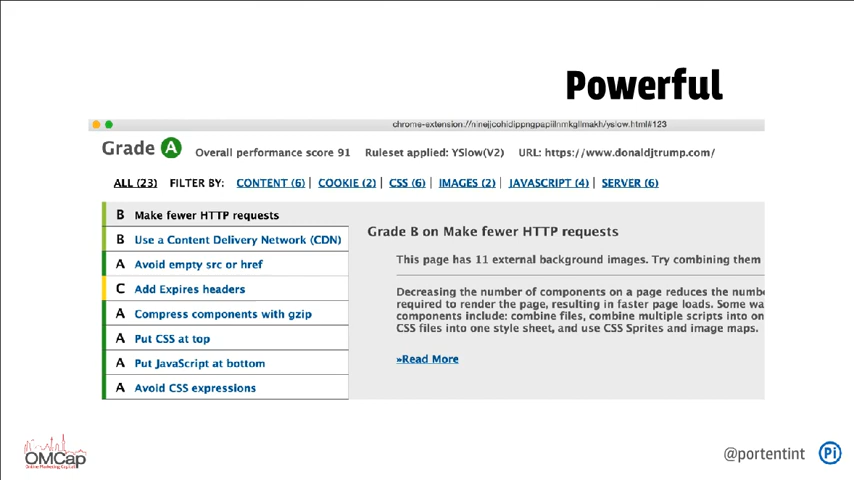 Powerful
chrome-extension://ninejjcohidippngpapiilnmkgllmakh/yslow.html#123
Grade A Overall performance score 91 Ruleset applied: YSlow(V2) URL: https://www.donaldjtrump.com/
ALL (23) FILTER BY: CONTENT (6) | COOKIE (2) | CSS (6) | IMAGES (2) | JAVASCRIPT (4) | SERVER (6)
B Make fewer HTTP requests
B Use a Content Delivery Network (CDN)
A Avoid empty src or href
C Add Expires headers
A Compress components with gzip
A Put CSS at top
A Put JavaScript at bottom
A Avoid CSS expressions
Grade B on Make fewer HTTP requests
This page has 11 external background images. Try combining them
Decreasing the number of components on a page reduces the numbe
required to render the page, resulting in faster page loads. Some wa
components include: combine files, combine multiple scripts into on
CSS files into one style sheet, and use CSS Sprites and image maps.
»Read More
OMCap
@portentint Pi